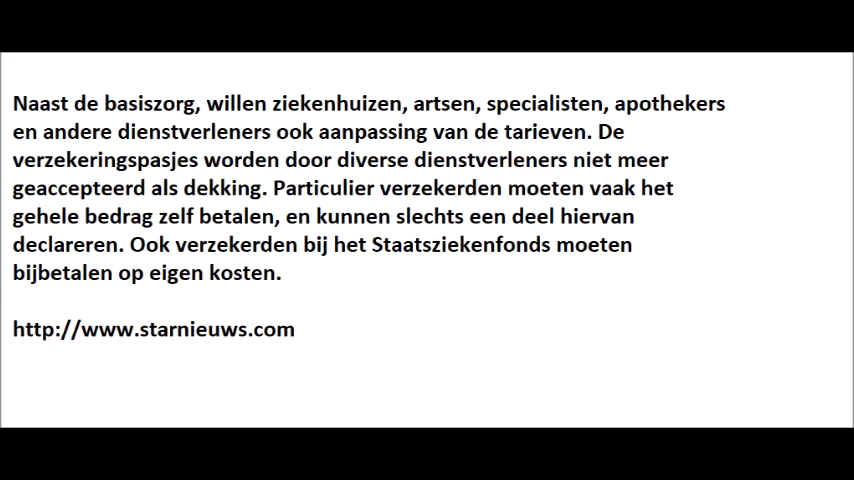 Naast de basiszorg, willen ziekenhuizen, artsen, specialisten, apothekers
en andere dienstverleners ook aanpassing van de tarieven. De
verzekeringspasjes worden door diverse dienstverleners niet meer
geaccepteerd als dekking. Particulier verzekerden moeten vaak het
gehele bedrag zelf betalen, en kunnen slechts een deel hiervan
declareren. Ook verzekerden bij het Staatsziekenfonds moeten
bijbetalen op eigen kosten.
http://www.starnieuws.com